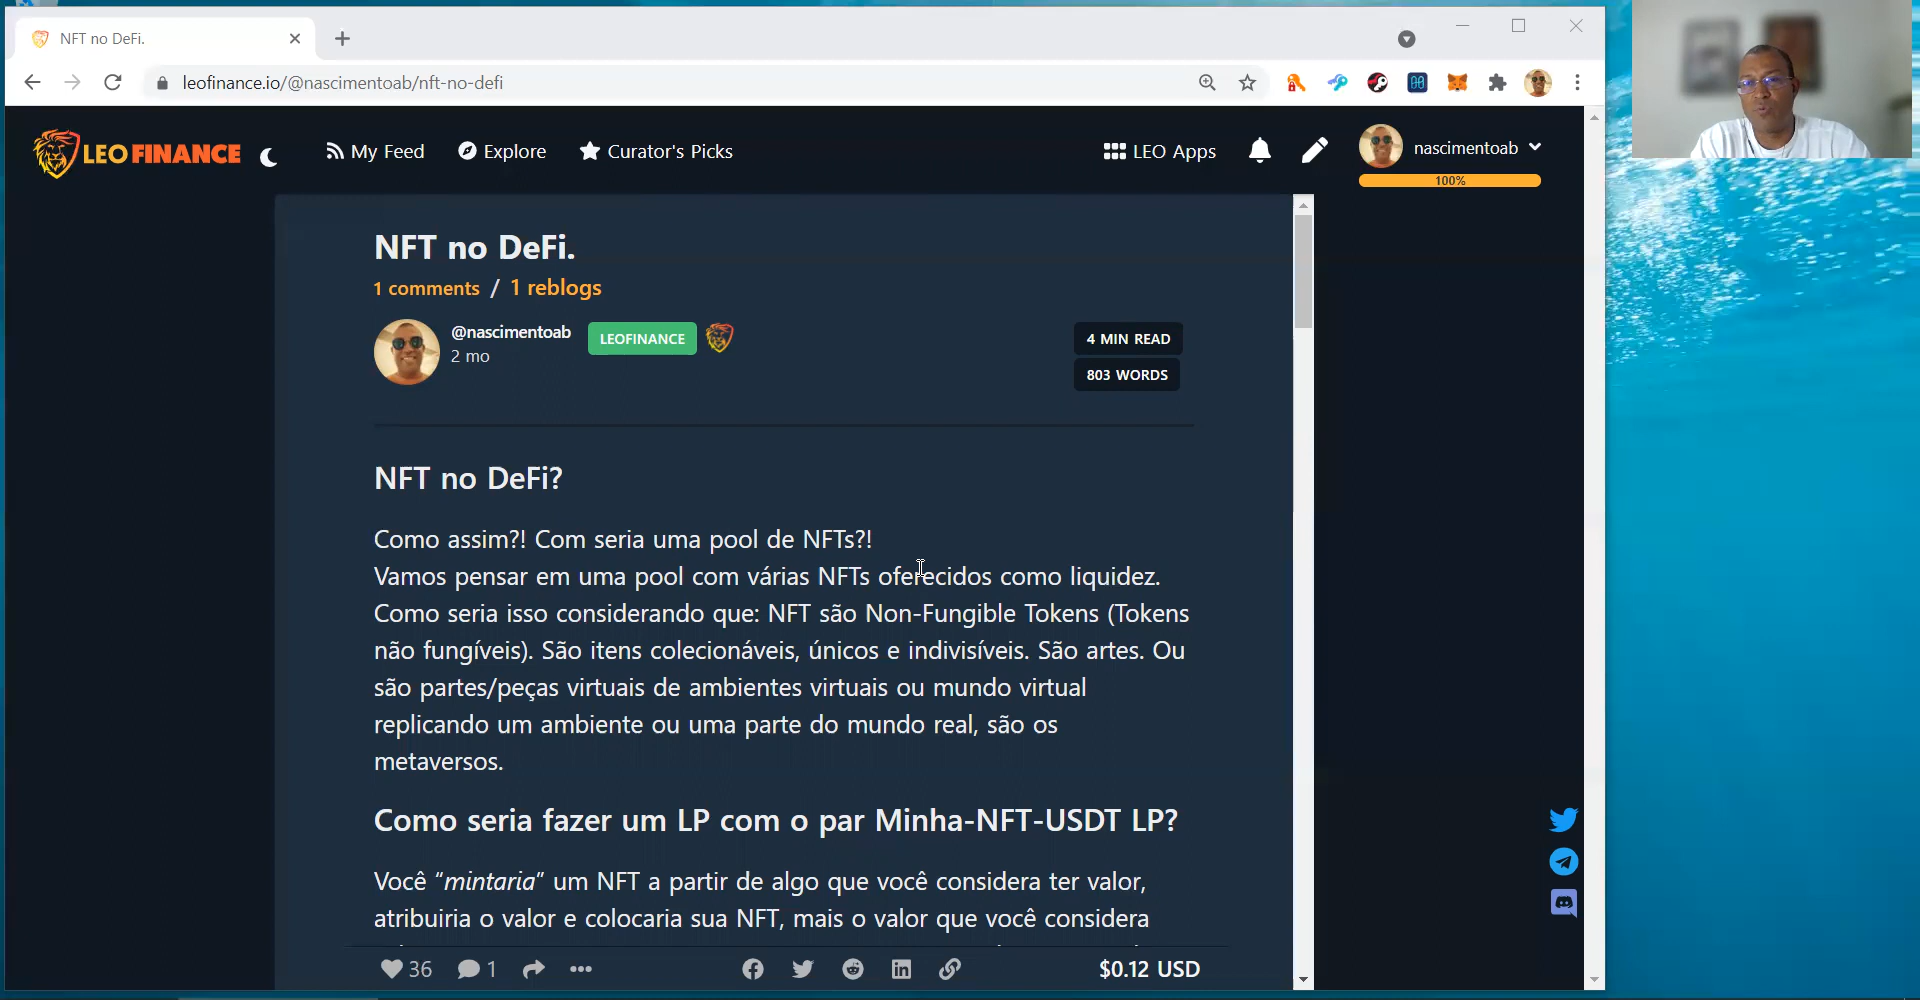 NFT no DeFi.
leofinance.io/@nascimentoab/nft-no-defi
LEOFINANCE
My Feed
Explore
Curator's Picks
LEO Apps
nascimentoab
100%
NFT no DeFi.
1 comments / 1 reblogs
@nascimentoab
2 mo
LEOFINANCE
4 MIN READ
803 WORDS
NFT no DeFi?
Como assim?! Com seria uma pool de NFTs?!
Vamos pensar em uma pool com várias NFTs oferecidos como liquidez.
Como seria isso considerando que: NFT são Non-Fungible Tokens (Tokens
não fungíveis). São itens colecionáveis, únicos e indivisíveis. São artes. Ou
são partes/peças virtuais de ambientes virtuais ou mundo virtual
replicando um ambiente ou uma parte do mundo real, são os
metaversos.
Como seria fazer um LP com o par Minha-NFT-USDT LP?
Você “mintaria” um NFT a partir de algo que você considera ter valor,
atribuiria o valor e colocaria sua NFT, mais o valor que você considera
36
1
$0.12 USD